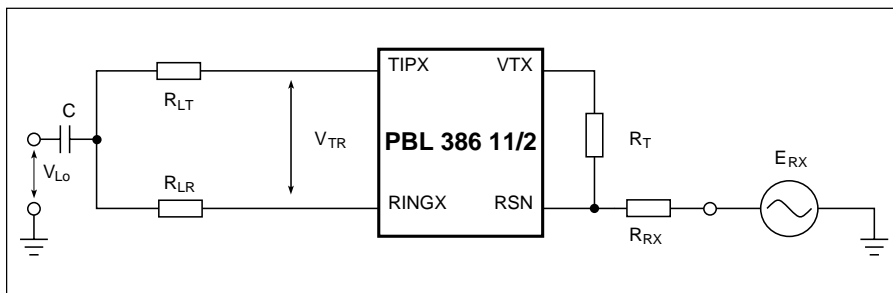 TIPX
VTX
R_LT
C
V_TR
PBL 386 11/2
R_T
E_RX
V_Lo
R_LR
RINGX
RSN
R_RX